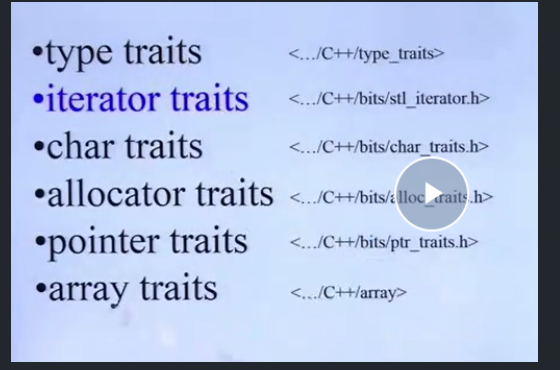 •type traits <.../C++/type_traits>
•iterator traits <.../C++/bits/stl_iterator.h>
•char traits <.../C++/bits/char_traits.h>
•allocator traits <.../C++/bits/alloc_traits.h>
•pointer traits <.../C++/bits/ptr_traits.h>
•array traits <.../C++/array>